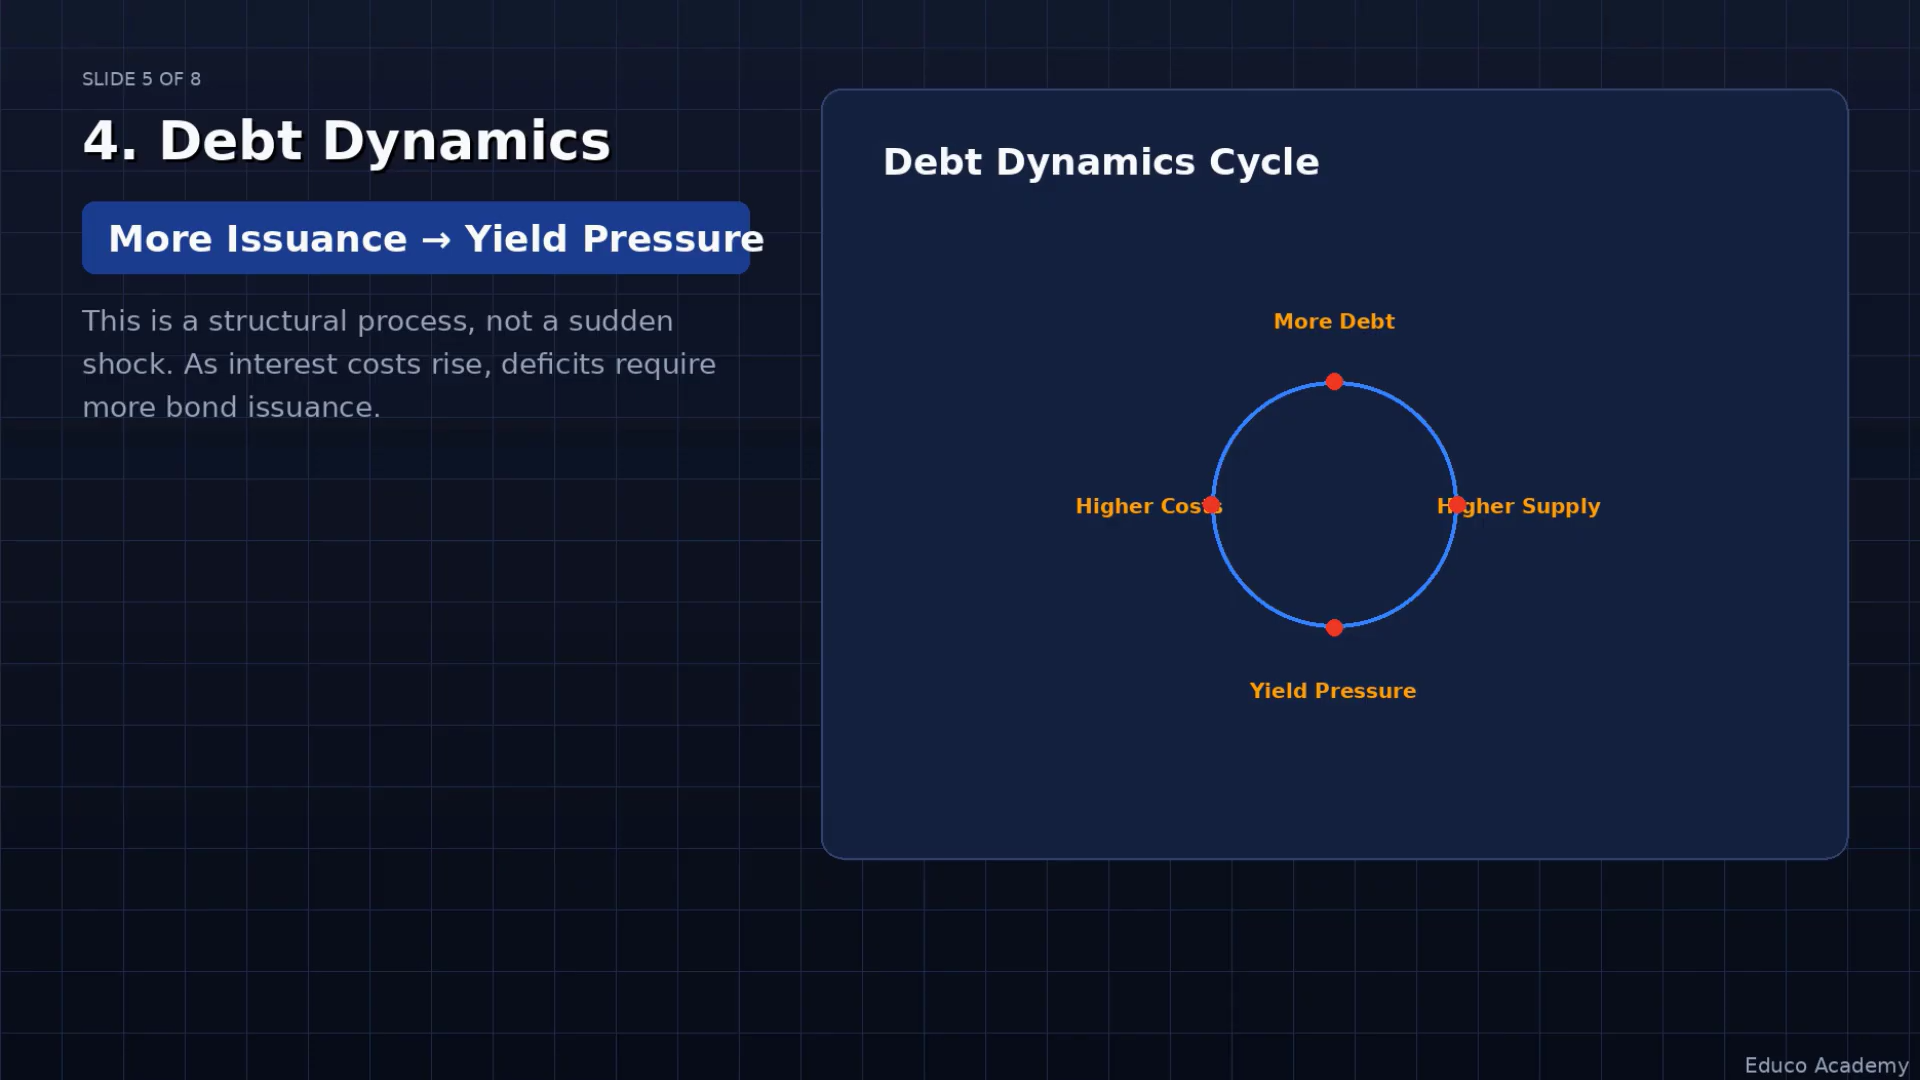 SLIDE 5 OF 8
4. Debt Dynamics
More Issuance → Yield Pressure
This is a structural process, not a sudden
shock. As interest costs rise, deficits require
more bond issuance.
Debt Dynamics Cycle
More Debt
Higher Costs
Higher Supply
Yield Pressure
Educo Academy